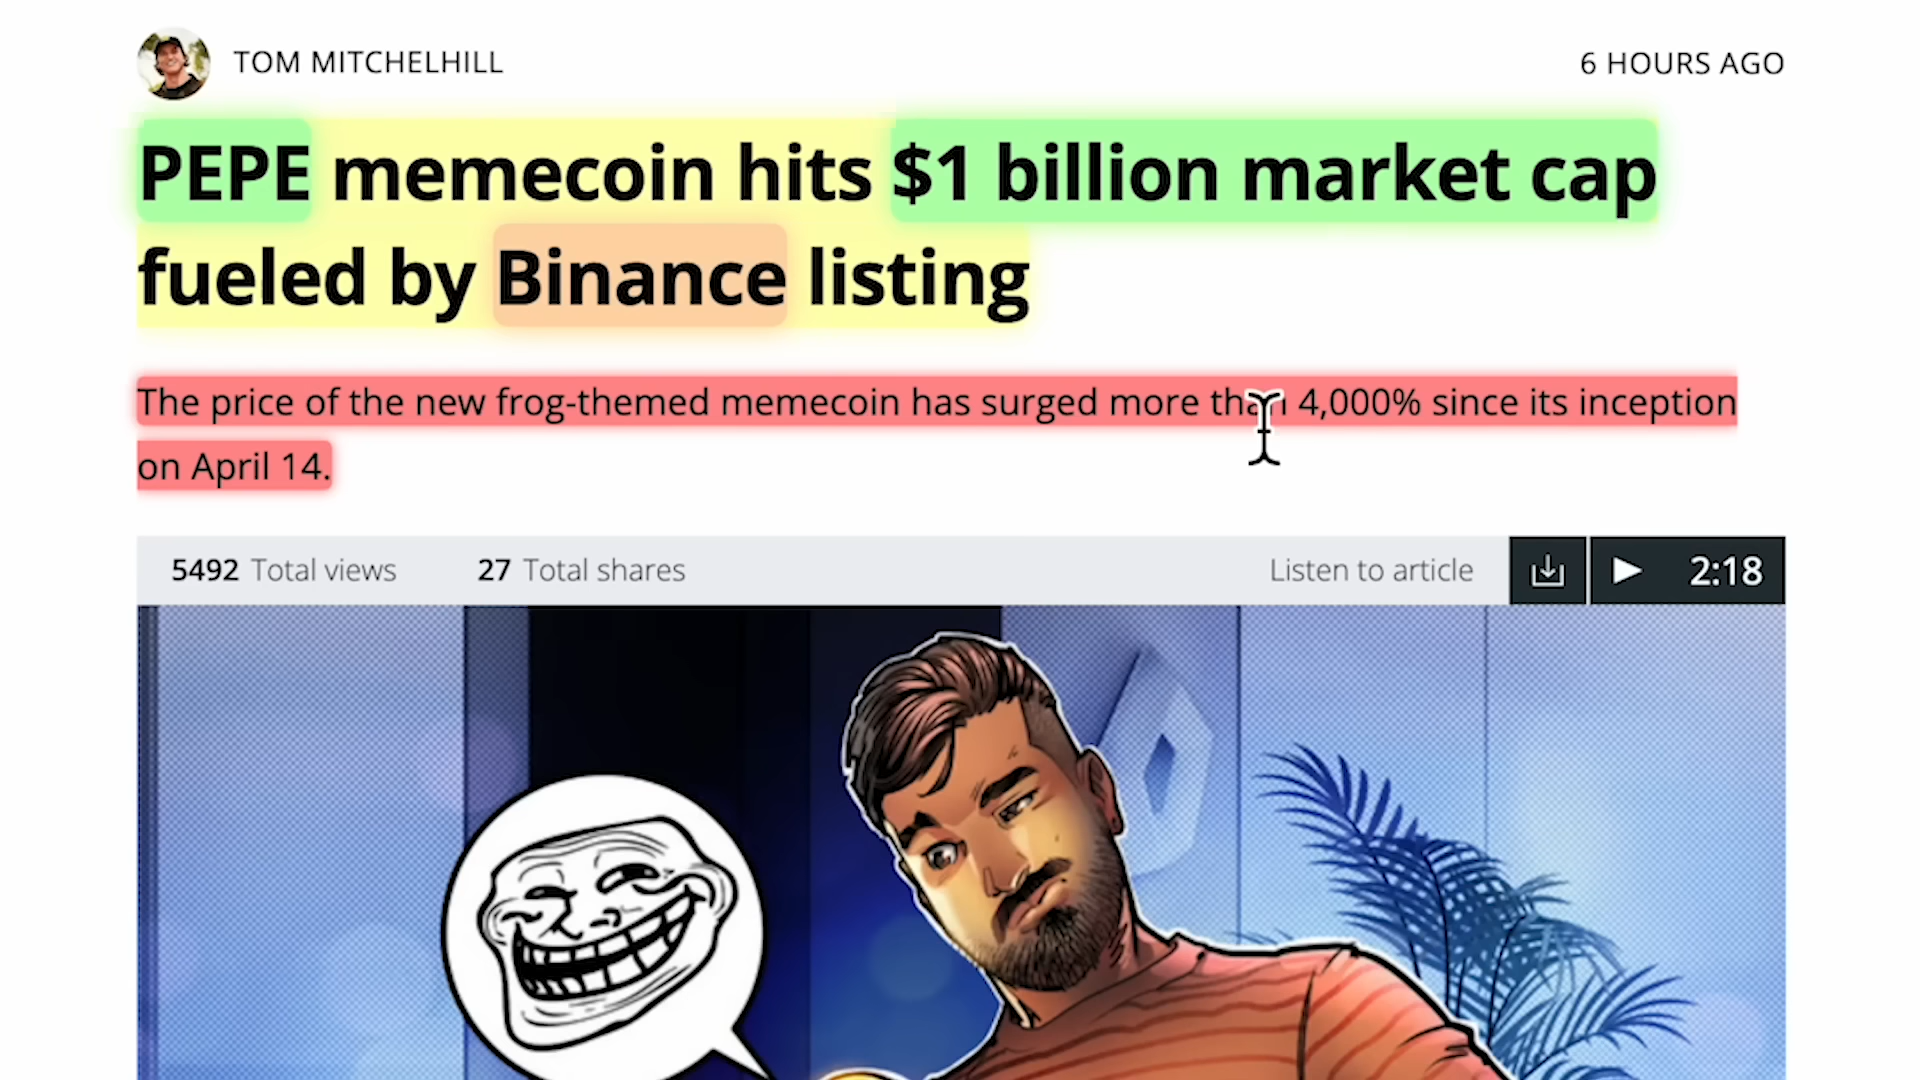 TOM MITCHELHILL
6 HOURS AGO
PEPE memecoin hits $1 billion market cap
fueled by Binance listing
The price of the new frog-themed memecoin has surged more than 4,000% since its inception
on April 14.
5492 Total views 27 Total shares Listen to article 2:18